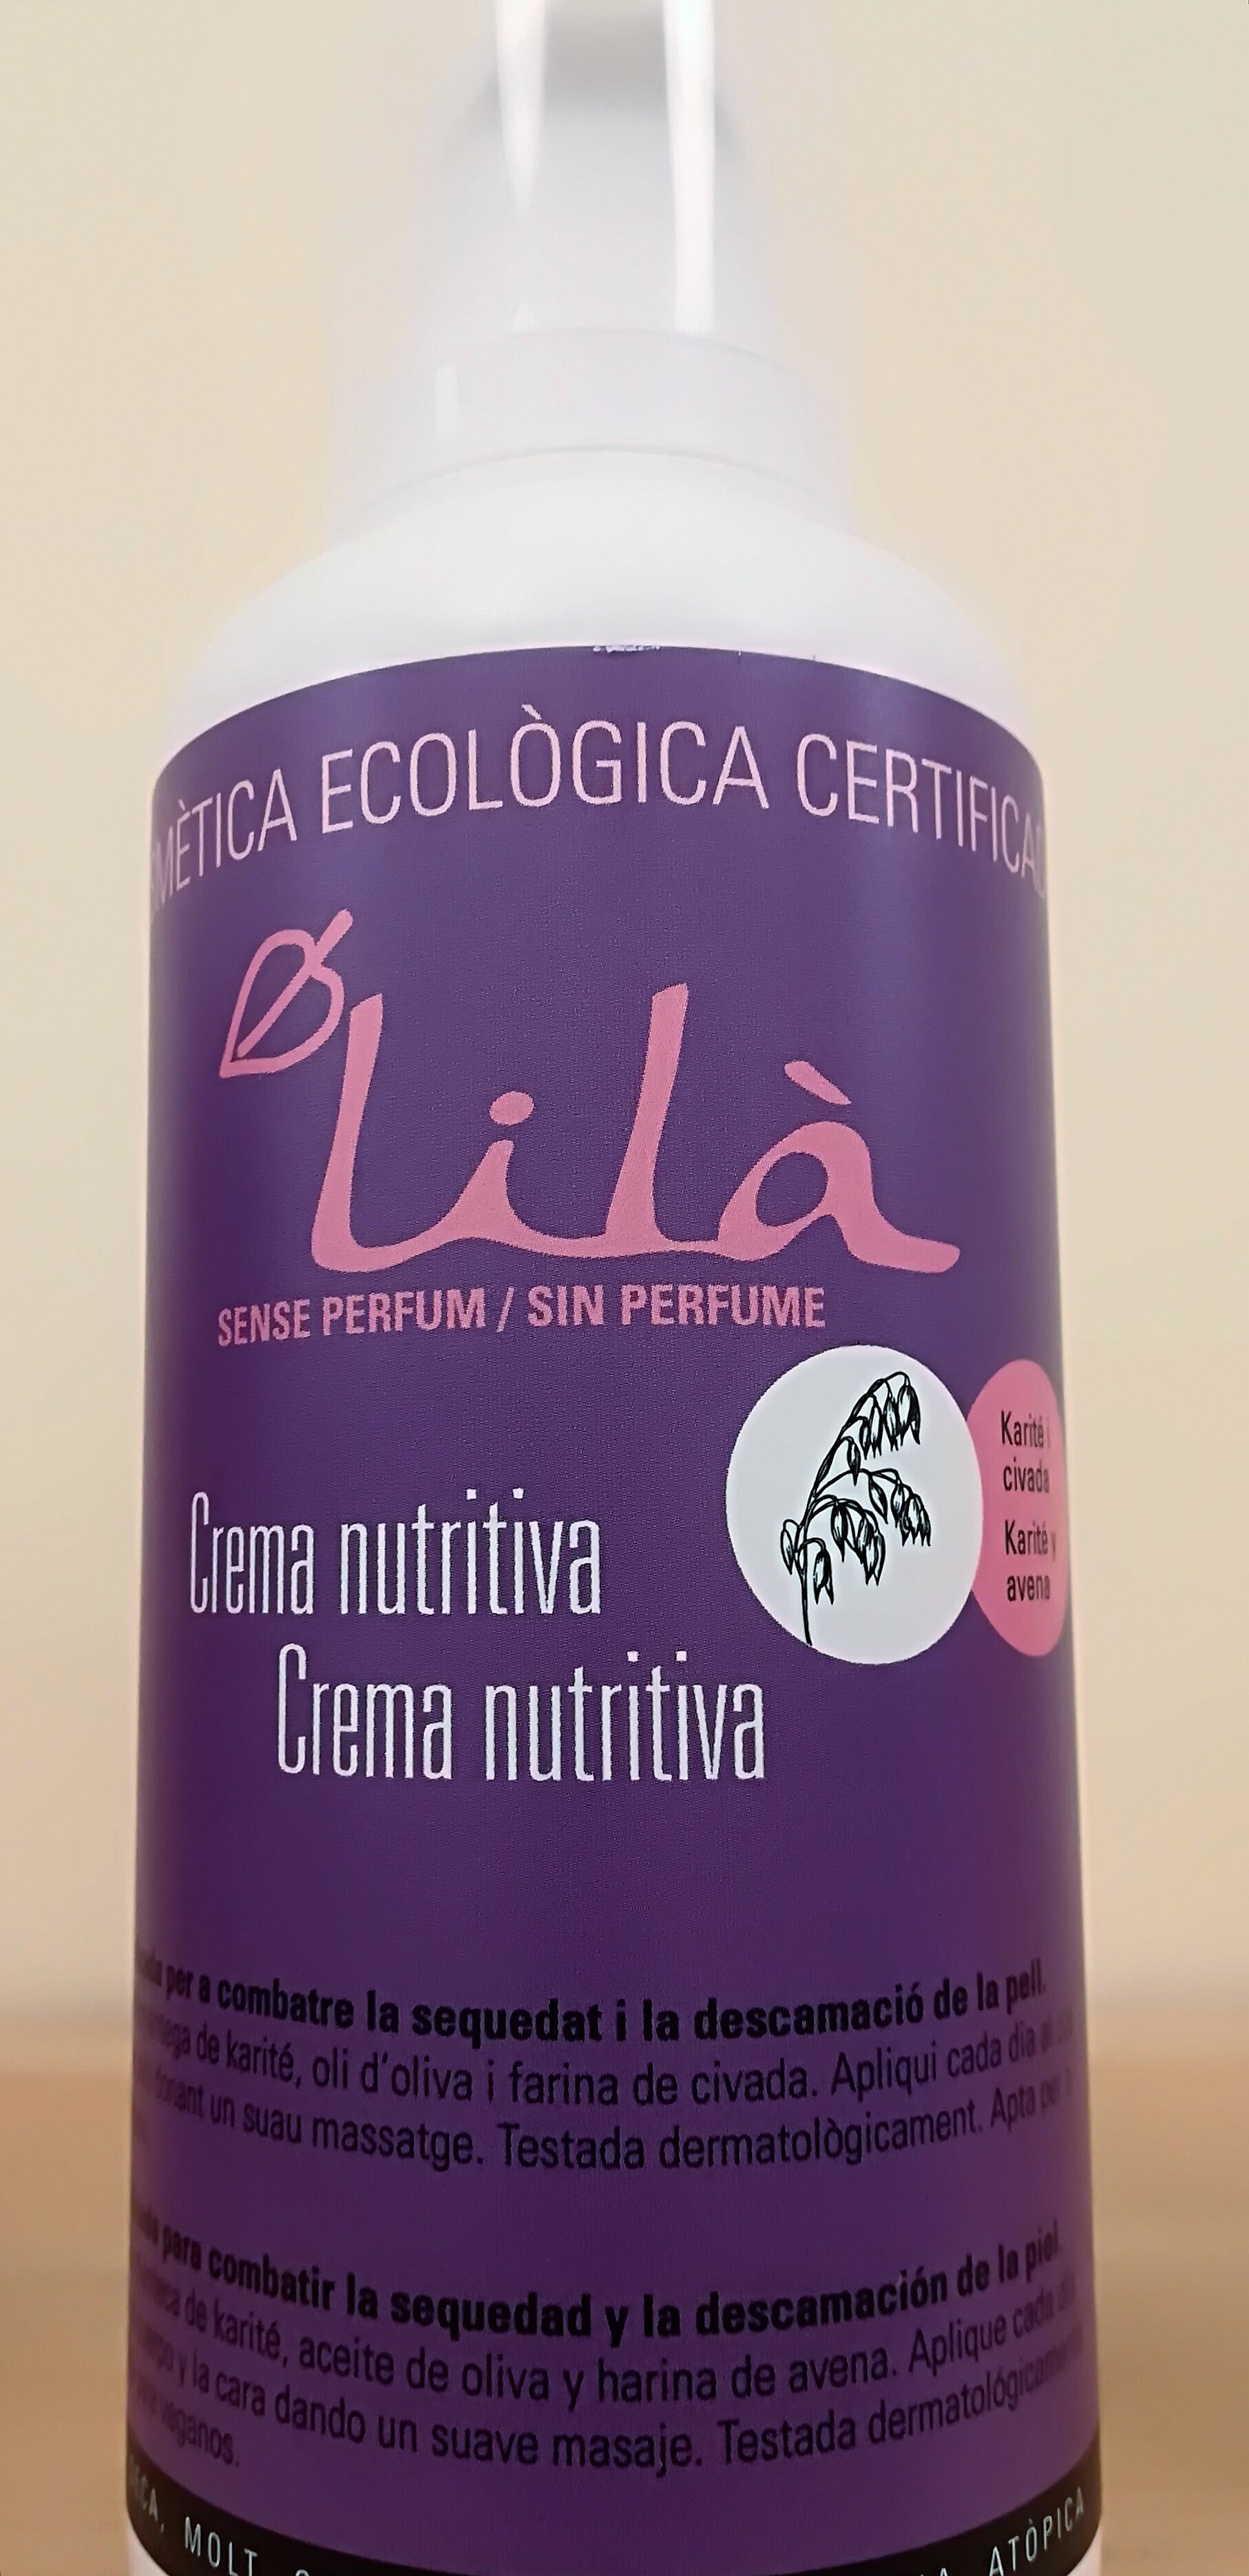 ECOLÒGICA
lilà
SENSE PERFUM / SIN PERFUME
Karité i
civada
Karité y
avena
Crema nutritiva
Crema nutritiva
per a combatre la sequedat i la descamació de la pell.
de karité, oli d'oliva i farina de civada. Apliqui cada dia
un suau massatge. Testada dermatològicament. Apta per
para combatir la sequedad y la descamación de la piel.
de karité, aceite de oliva y harina de avena. Aplique cada
y la cara dando un suave masaje. Testada
veganos.
MOLT
ATÒPICA